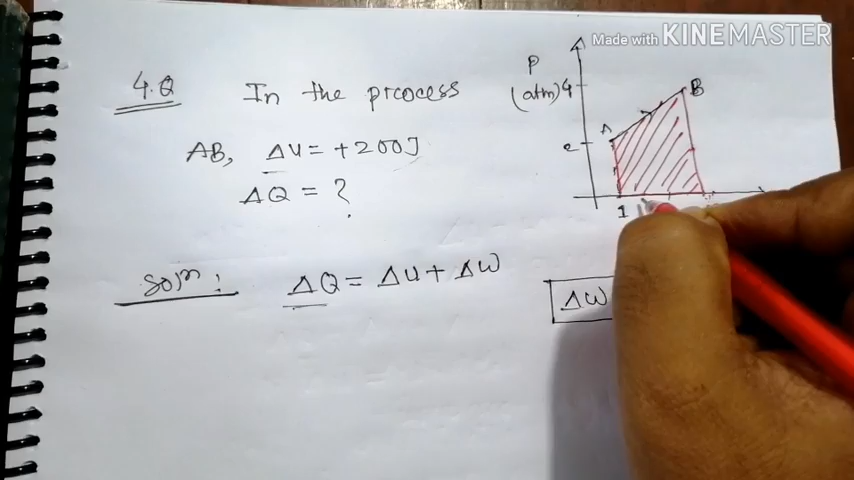 Made with KINEMASTER
4.Q In the prcocess
AB, ΔU = +200J
ΔQ = ?
P
(atm)
4
2
A
B
1
Soln :
ΔQ = ΔU + ΔW
ΔW